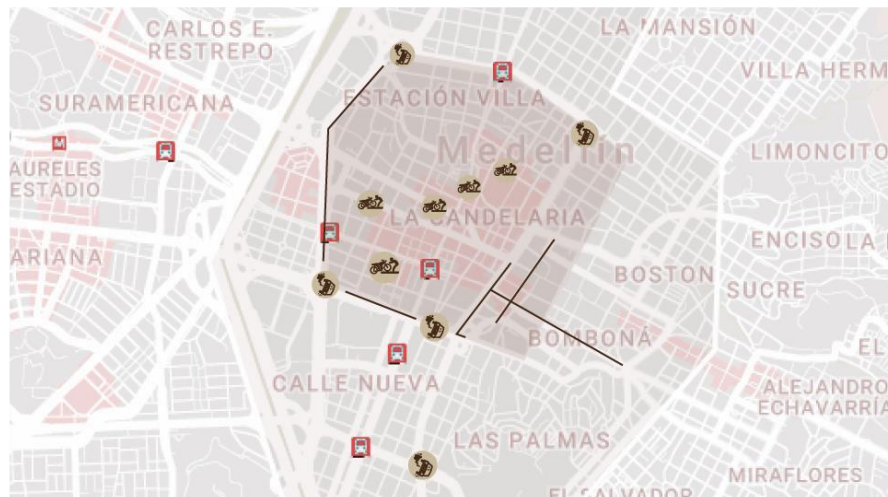 CARLOS E.
RESTREPO
LA MANSIÓN
VILLA HERM
SURAMERICANA
ESTACIÓN VILLA
Medellín
LIMONCITO
AURELES
ESTADIO
LA CANDELARIA
ARIANA
ENCISO
LA
BOSTON
SUCRE
BOMBONÁ
EL
CALLE NUEVA
ALEJANDRO
ECHAVARRÍA
LAS PALMAS
MIRAFLORES
EL SALVADOR